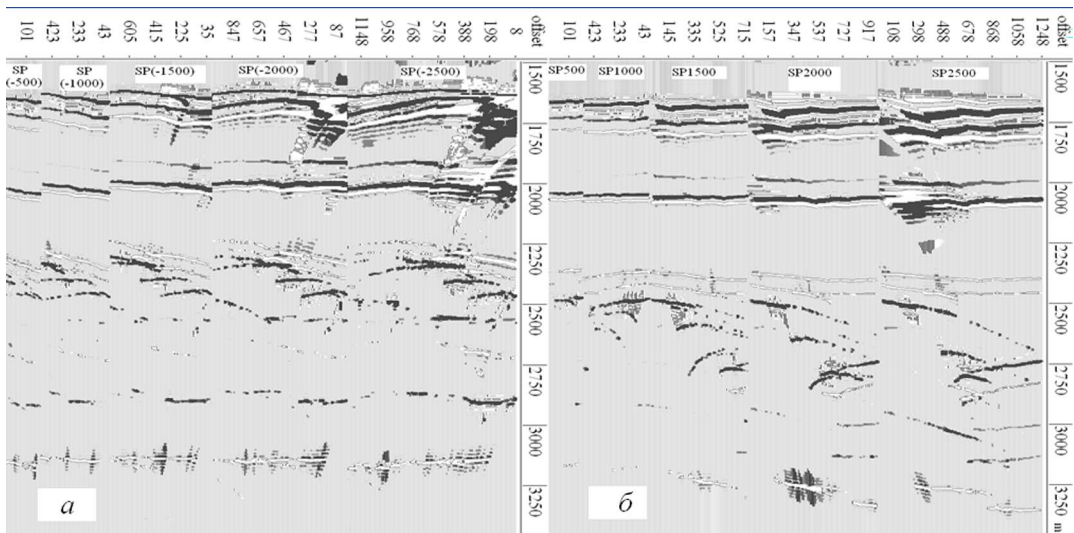 101 423 233 43 605 415 225 35 847 657 467 277 87 1148 958 768 578 388 198 8 offset
SP (-500) SP (-1000) SP(-1500) SP(-2000) SP(-2500)
1500
1750
2000
2250
2500
2750
3000
3250
а
101 423 233 43 145 335 525 715 157 347 537 727 917 108 298 488 678 868 1058 1248 offset
SP500 SP1000 SP1500 SP2000 SP2500
1500
1750
2000
2250
2500
2750
3000
3250
m
б